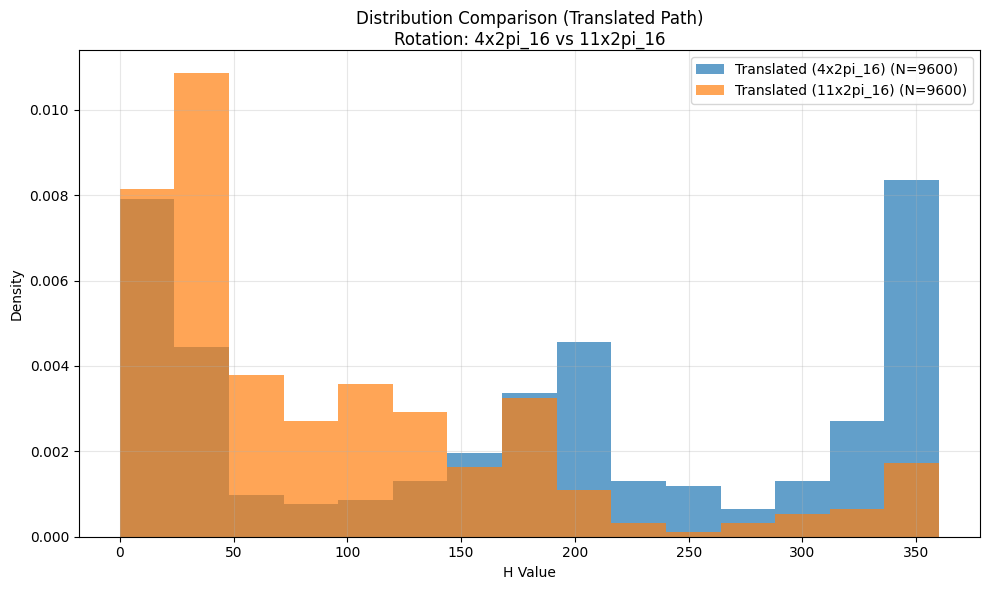 Distribution Comparison (Translated Path)
Rotation: 4x2pi_16 vs 11x2pi_16
Translated (4x2pi_16) (N=9600)
Translated (11x2pi_16) (N=9600)
Density
0.010
0.008
0.006
0.004
0.002
0.000
0 50 100 150 200 250 300 350
H Value